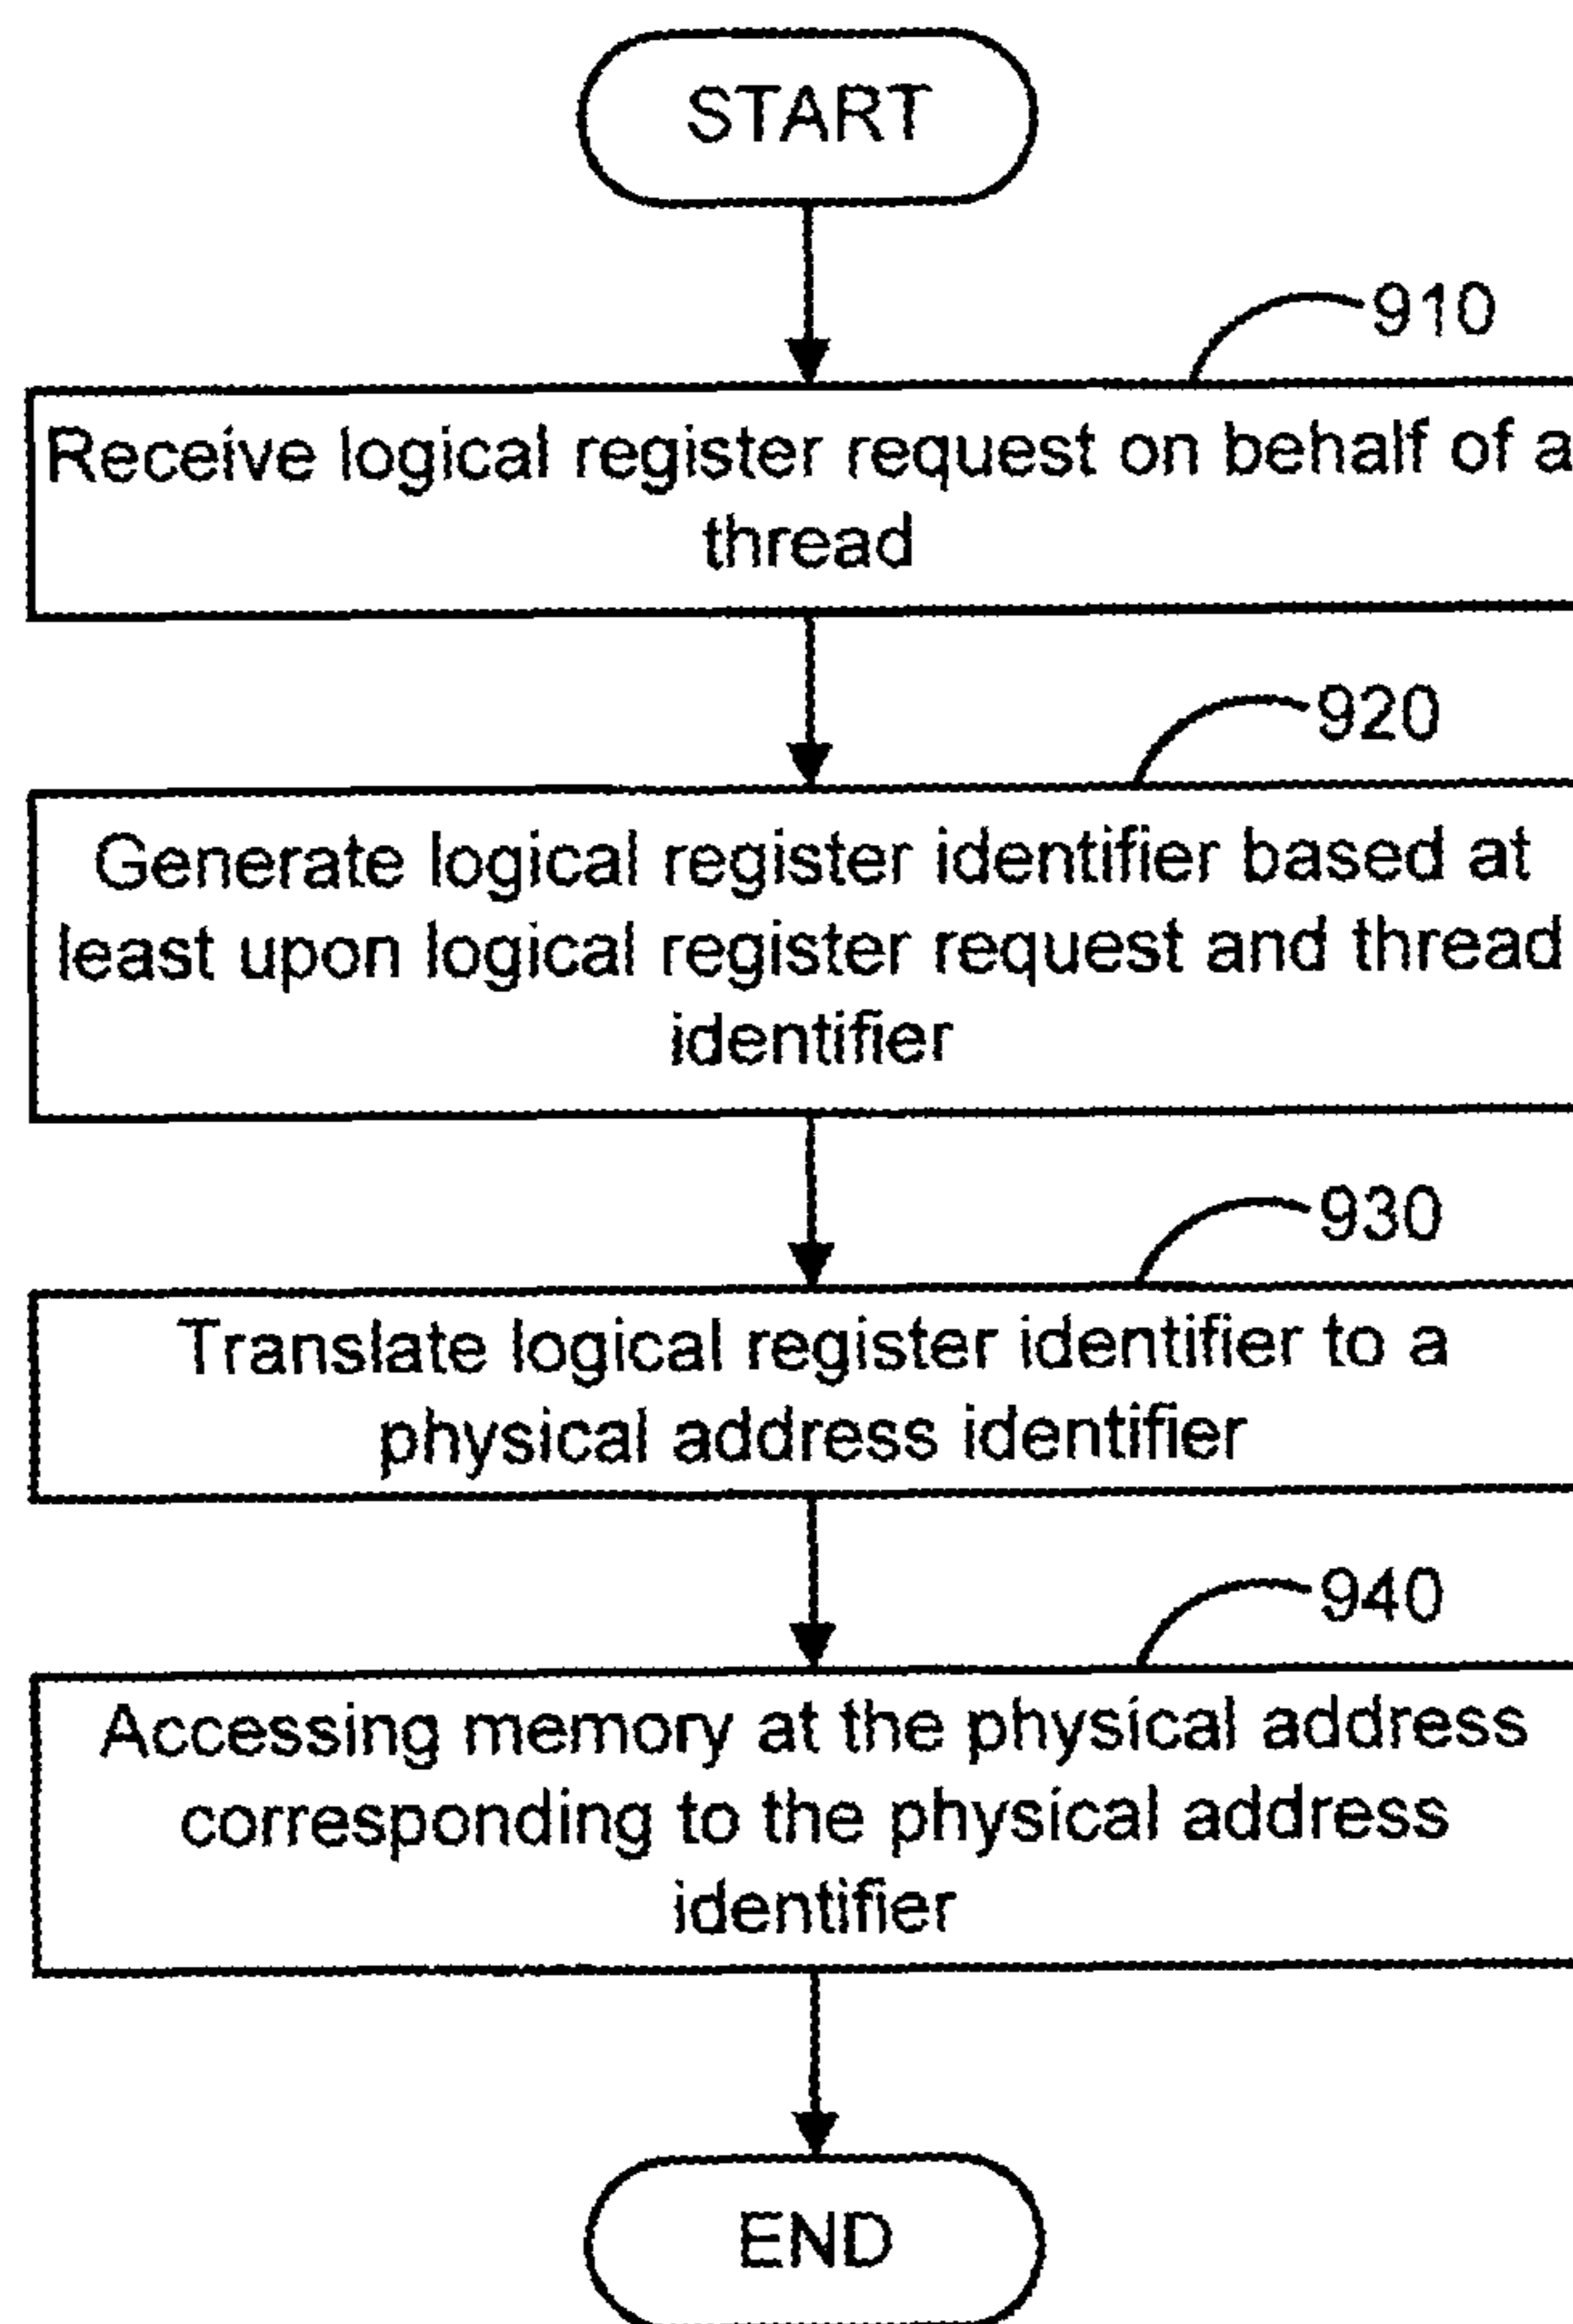 START
910
Receive logical register request on behalf of a
thread
920
Generate logical register identifier based at
least upon logical register request and thread
identifier
930
Translate logical register identifier to a
physical address identifier
940
Accessing memory at the physical address
corresponding to the physical address
identifier
END